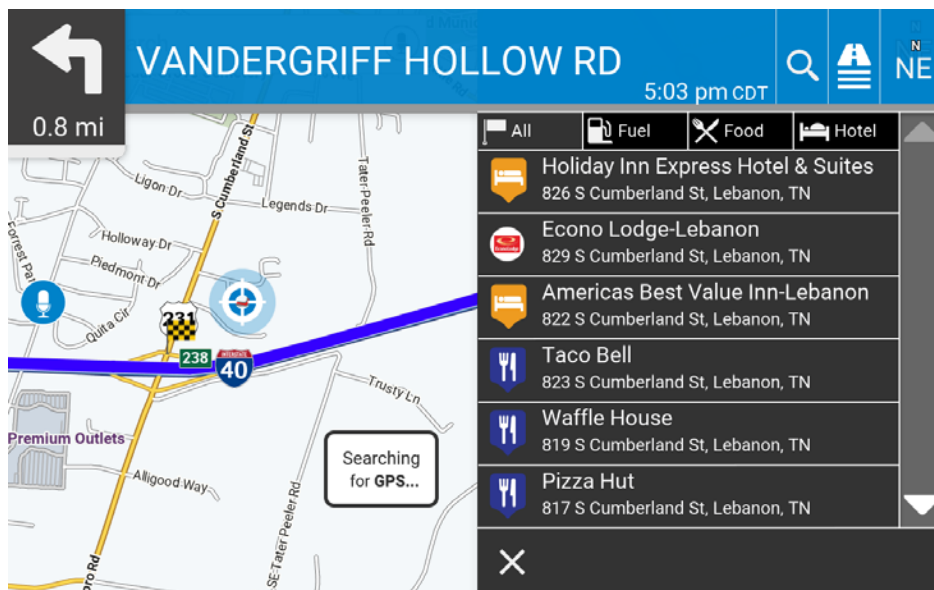 VANDERGRIFF HOLLOW RD
5:03 pm CDT
N
NE
0.8 mi
All
Fuel
Food
Hotel
Holiday Inn Express Hotel & Suites
826 S Cumberland St, Lebanon, TN
Econo Lodge-Lebanon
829 S Cumberland St, Lebanon, TN
Americas Best Value Inn-Lebanon
822 S Cumberland St, Lebanon, TN
Taco Bell
823 S Cumberland St, Lebanon, TN
Waffle House
819 S Cumberland St, Lebanon, TN
Pizza Hut
817 S Cumberland St, Lebanon, TN
S Cumberland St
Ligon Dr
Legends Dr
Tater Peeler Rd
Holloway Dr
Piedmont Dr
Quita Cir
231
238
INTERSTATE
40
Trusty Ln
Premium Outlets
Searching
for GPS...
Alligood Way
SE Tater Peeler Rd